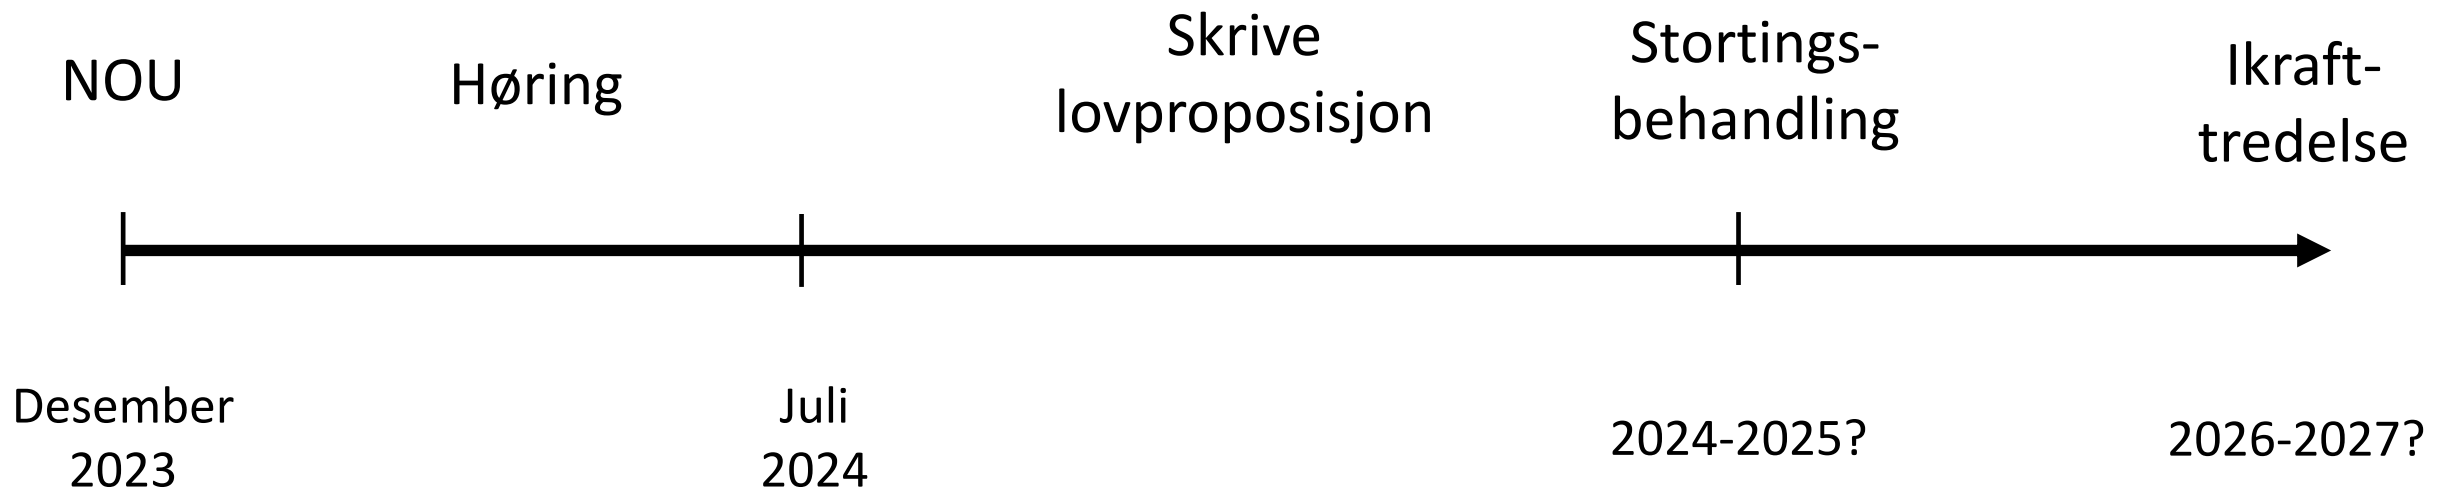 NOU
Høring
Skrive
lovproposisjon
Stortings-
behandling
Ikraft-
tredelse
Desember
2023
Juli
2024
2024-2025?
2026-2027?